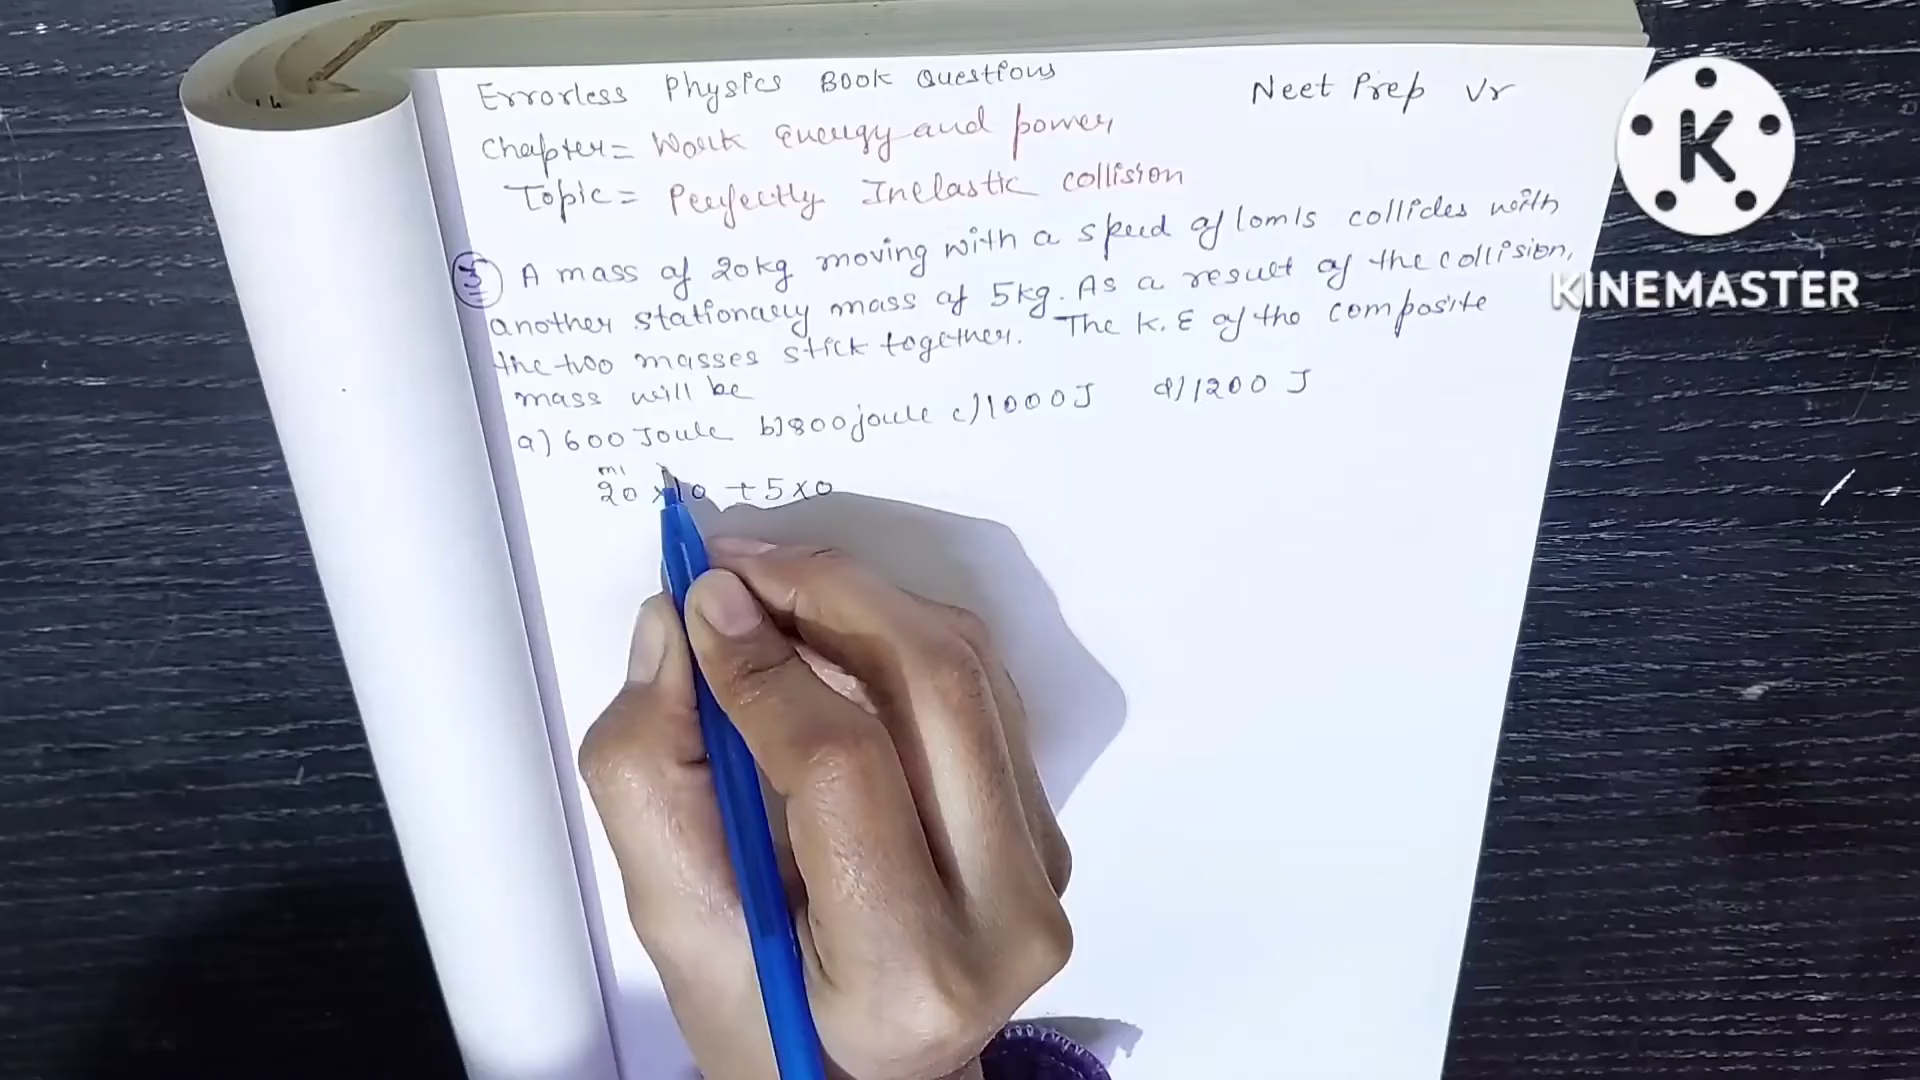 Errorless Physics Book Questions Neet Prep Vr
Chapter = Work Energy and power
Topic = Perfectly Inelastic collision
5 A mass of 20kg moving with a speed of 10m/s collides with
another stationary mass of 5kg. As a result of the collision,
the two masses stick together. The K.E of the composite
mass will be
a) 600 Joule b) 800 joule c) 1000 J d) 1200 J
m1
20 × 10 + 5 × 0
K
KINEMASTER